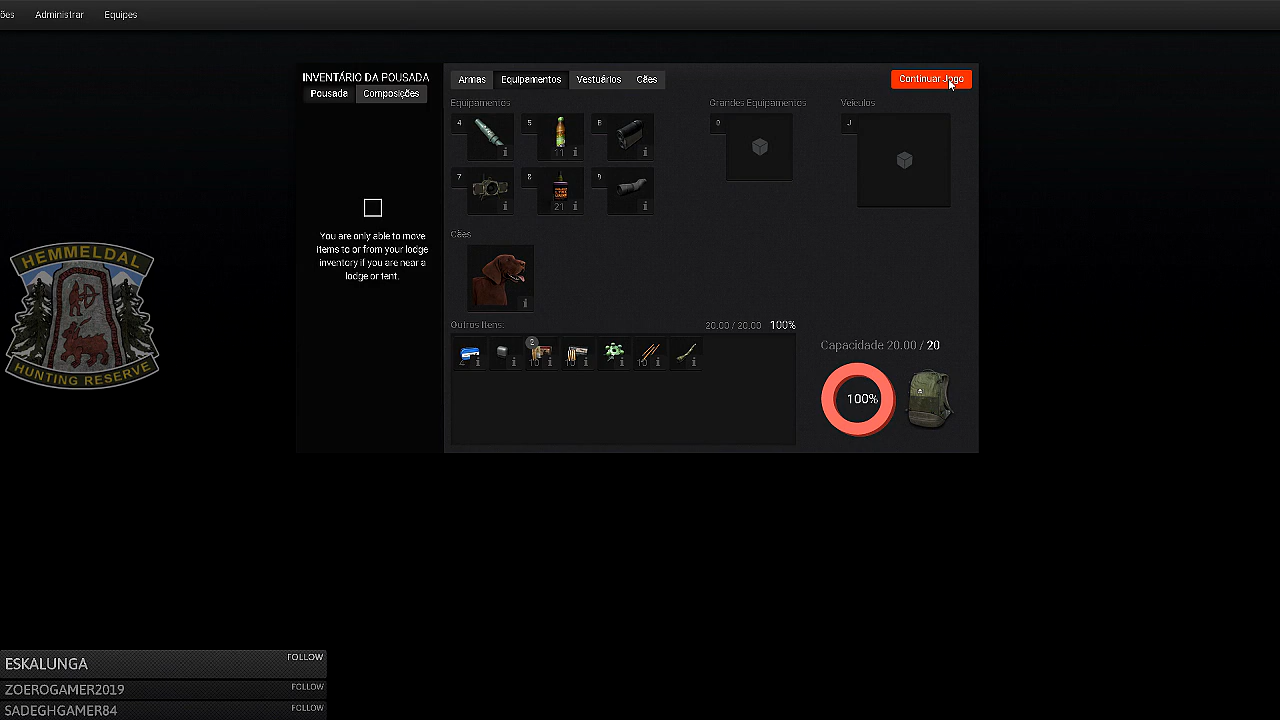 ões Administrar Equipes
INVENTÁRIO DA POUSADA
Pousada Composições
You are only able to move
items to or from your lodge
inventory if you are near a
lodge or tent.
Armas Equipamentos Vestuários Cães
Continuar Jogo
Equipamentos
4
5
11
7
8
21
9
Grandes Equipamentos
Veículos
Cães
Outros Itens:
20.00 / 20.00 100%
2
Capacidade 20.00 / 20
100%
HEMMELDAL
HUNTING RESERVE
ESKALUNGA FOLLOW
ZOEROGAMER2019 FOLLOW
SADEGHGAMER84 FOLLOW